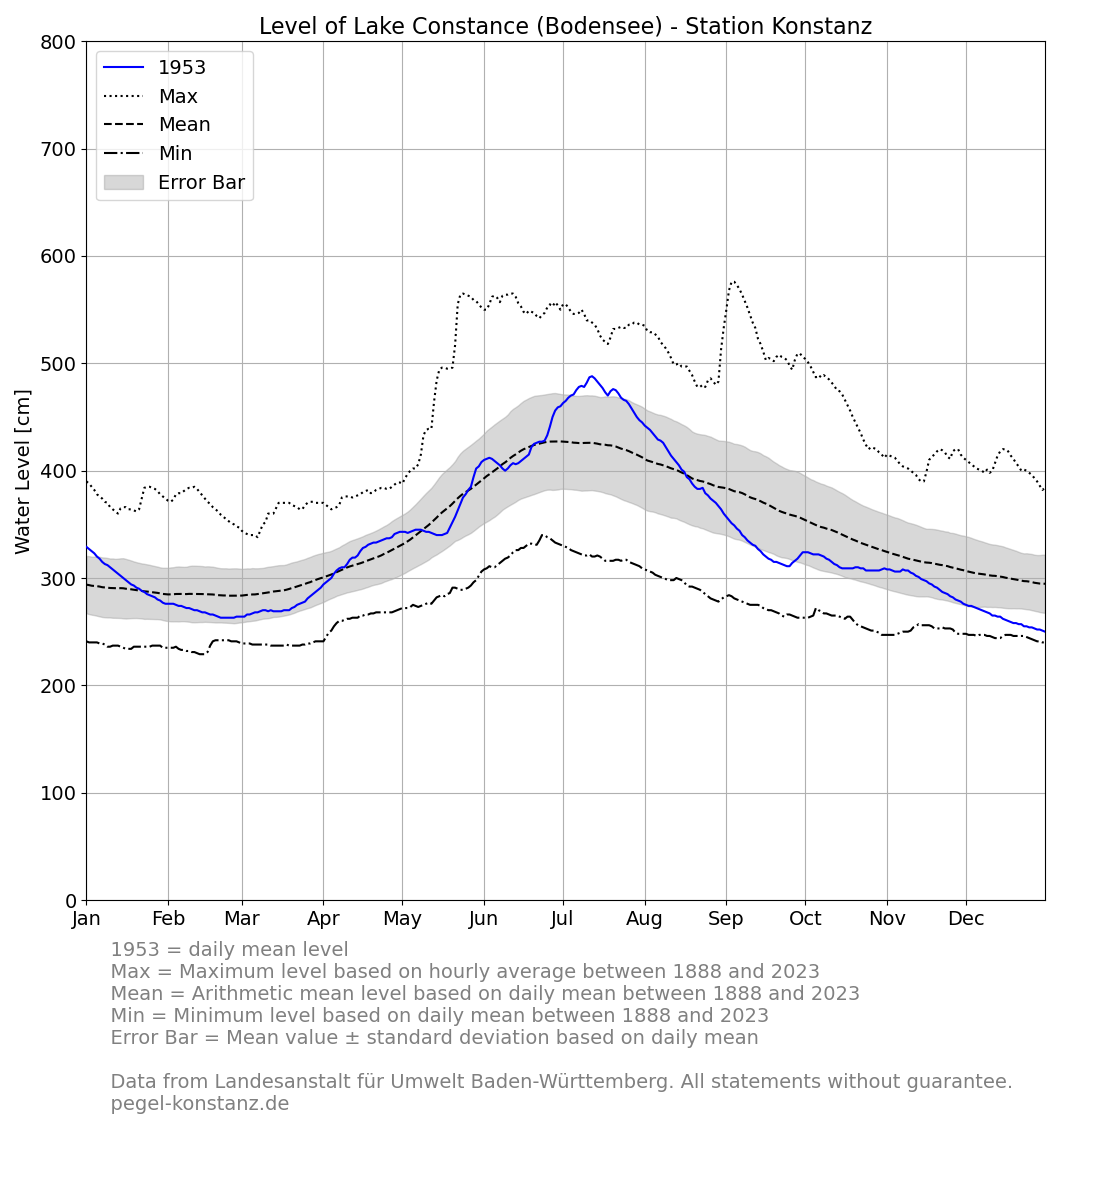 Level of Lake Constance (Bodensee) - Station Konstanz
800
700
600
500
400
300
200
100
0
Water Level [cm]
1953
Max
Mean
Min
Error Bar
Jan Feb Mar Apr May Jun Jul Aug Sep Oct Nov Dec
1953 = daily mean level
Max = Maximum level based on hourly average between 1888 and 2023
Mean = Arithmetic mean level based on daily mean between 1888 and 2023
Min = Minimum level based on daily mean between 1888 and 2023
Error Bar = Mean value ± standard deviation based on daily mean
Data from Landesanstalt für Umwelt Baden-Württemberg. All statements without guarantee.
pegel-konstanz.de